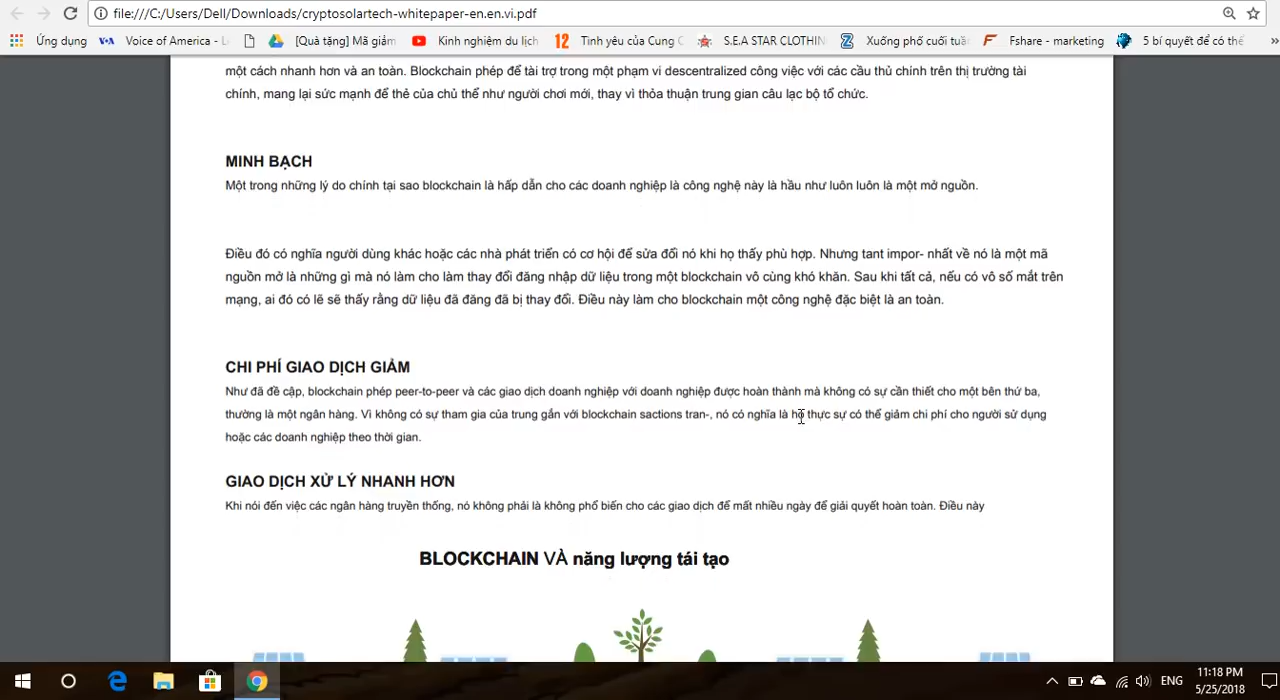 file:///C:/Users/Dell/Downloads/cryptosolartech-whitepaper-en.en.vi.pdf
Ứng dụng Voice of America - [Quà tặng] Mã giảm Kinh nghiệm du lịch 12 Tình yêu của Cung S.E.A STAR CLOTHIN Xuống phố cuối tuần Fshare - marketing 5 bí quyết để có thể »
một cách nhanh hơn và an toàn. Blockchain phép để tài trợ trong một phạm vi descentralized công việc với các cầu thủ chính trên thị trường tài
chính, mang lại sức mạnh để thẻ của chủ thể như người chơi mới, thay vì thỏa thuận trung gian câu lạc bộ tổ chức.
MINH BẠCH
Một trong những lý do chính tại sao blockchain là hấp dẫn cho các doanh nghiệp là công nghệ này là hầu như luôn luôn là một mở nguồn.
Điều đó có nghĩa người dùng khác hoặc các nhà phát triển có cơ hội để sửa đổi nó khi họ thấy phù hợp. Nhưng tant impor- nhất về nó là một mã
nguồn mở là những gì mà nó làm cho làm thay đổi đăng nhập dữ liệu trong một blockchain vô cùng khó khăn. Sau khi tất cả, nếu có vô số mắt trên
mạng, ai đó có lẽ sẽ thấy rằng dữ liệu đã đăng đã bị thay đổi. Điều này làm cho blockchain một công nghệ đặc biệt là an toàn.
CHI PHÍ GIAO DỊCH GIẢM
Như đã đề cập, blockchain phép peer-to-peer và các giao dịch doanh nghiệp với doanh nghiệp được hoàn thành mà không có sự cần thiết cho một bên thứ ba,
thường là một ngân hàng. Vì không có sự tham gia của trung gắn với blockchain sactions tran-, nó có nghĩa là họ thực sự có thể giảm chi phí cho người sử dụng
hoặc các doanh nghiệp theo thời gian.
GIAO DỊCH XỬ LÝ NHANH HƠN
Khi nói đến việc các ngân hàng truyền thống, nó không phải là không phổ biến cho các giao dịch để mất nhiều ngày để giải quyết hoàn toàn. Điều này
BLOCKCHAIN VÀ năng lượng tái tạo
ENG
11:18 PM
5/25/2018